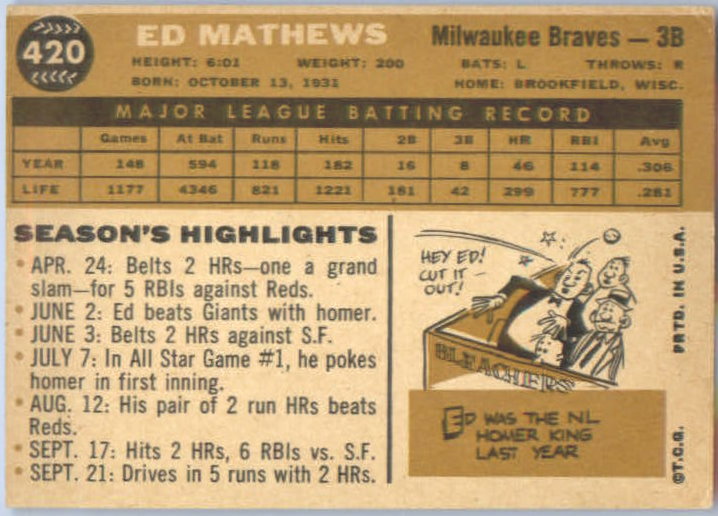 420
ED MATHEWS
Milwaukee Braves — 3B
HEIGHT: 6:01 WEIGHT: 200 BATS: L THROWS: R
BORN: OCTOBER 13, 1931 HOME: BROOKFIELD, WISC.
MAJOR LEAGUE BATTING RECORD
Games At Bat Runs Hits 2B 3B HR RBI Avg
YEAR 148 594 118 182 16 8 46 114 .306
LIFE 1177 4346 821 1221 181 42 299 777 .281
SEASON'S HIGHLIGHTS
• APR. 24: Belts 2 HRs—one a grand
slam—for 5 RBIs against Reds.
• JUNE 2: Ed beats Giants with homer.
• JUNE 3: Belts 2 HRs against S.F.
• JULY 7: In All Star Game #1, he pokes
homer in first inning.
• AUG. 12: His pair of 2 run HRs beats
Reds.
• SEPT. 17: Hits 2 HRs, 6 RBIs vs. S.F.
• SEPT. 21: Drives in 5 runs with 2 HRs.
HEY ED!
CUT IT —
OUT!
BLEACHERS
ED WAS THE NL
HOMER KING
LAST YEAR
PRTD. IN U.S.A.
©T.C.G.